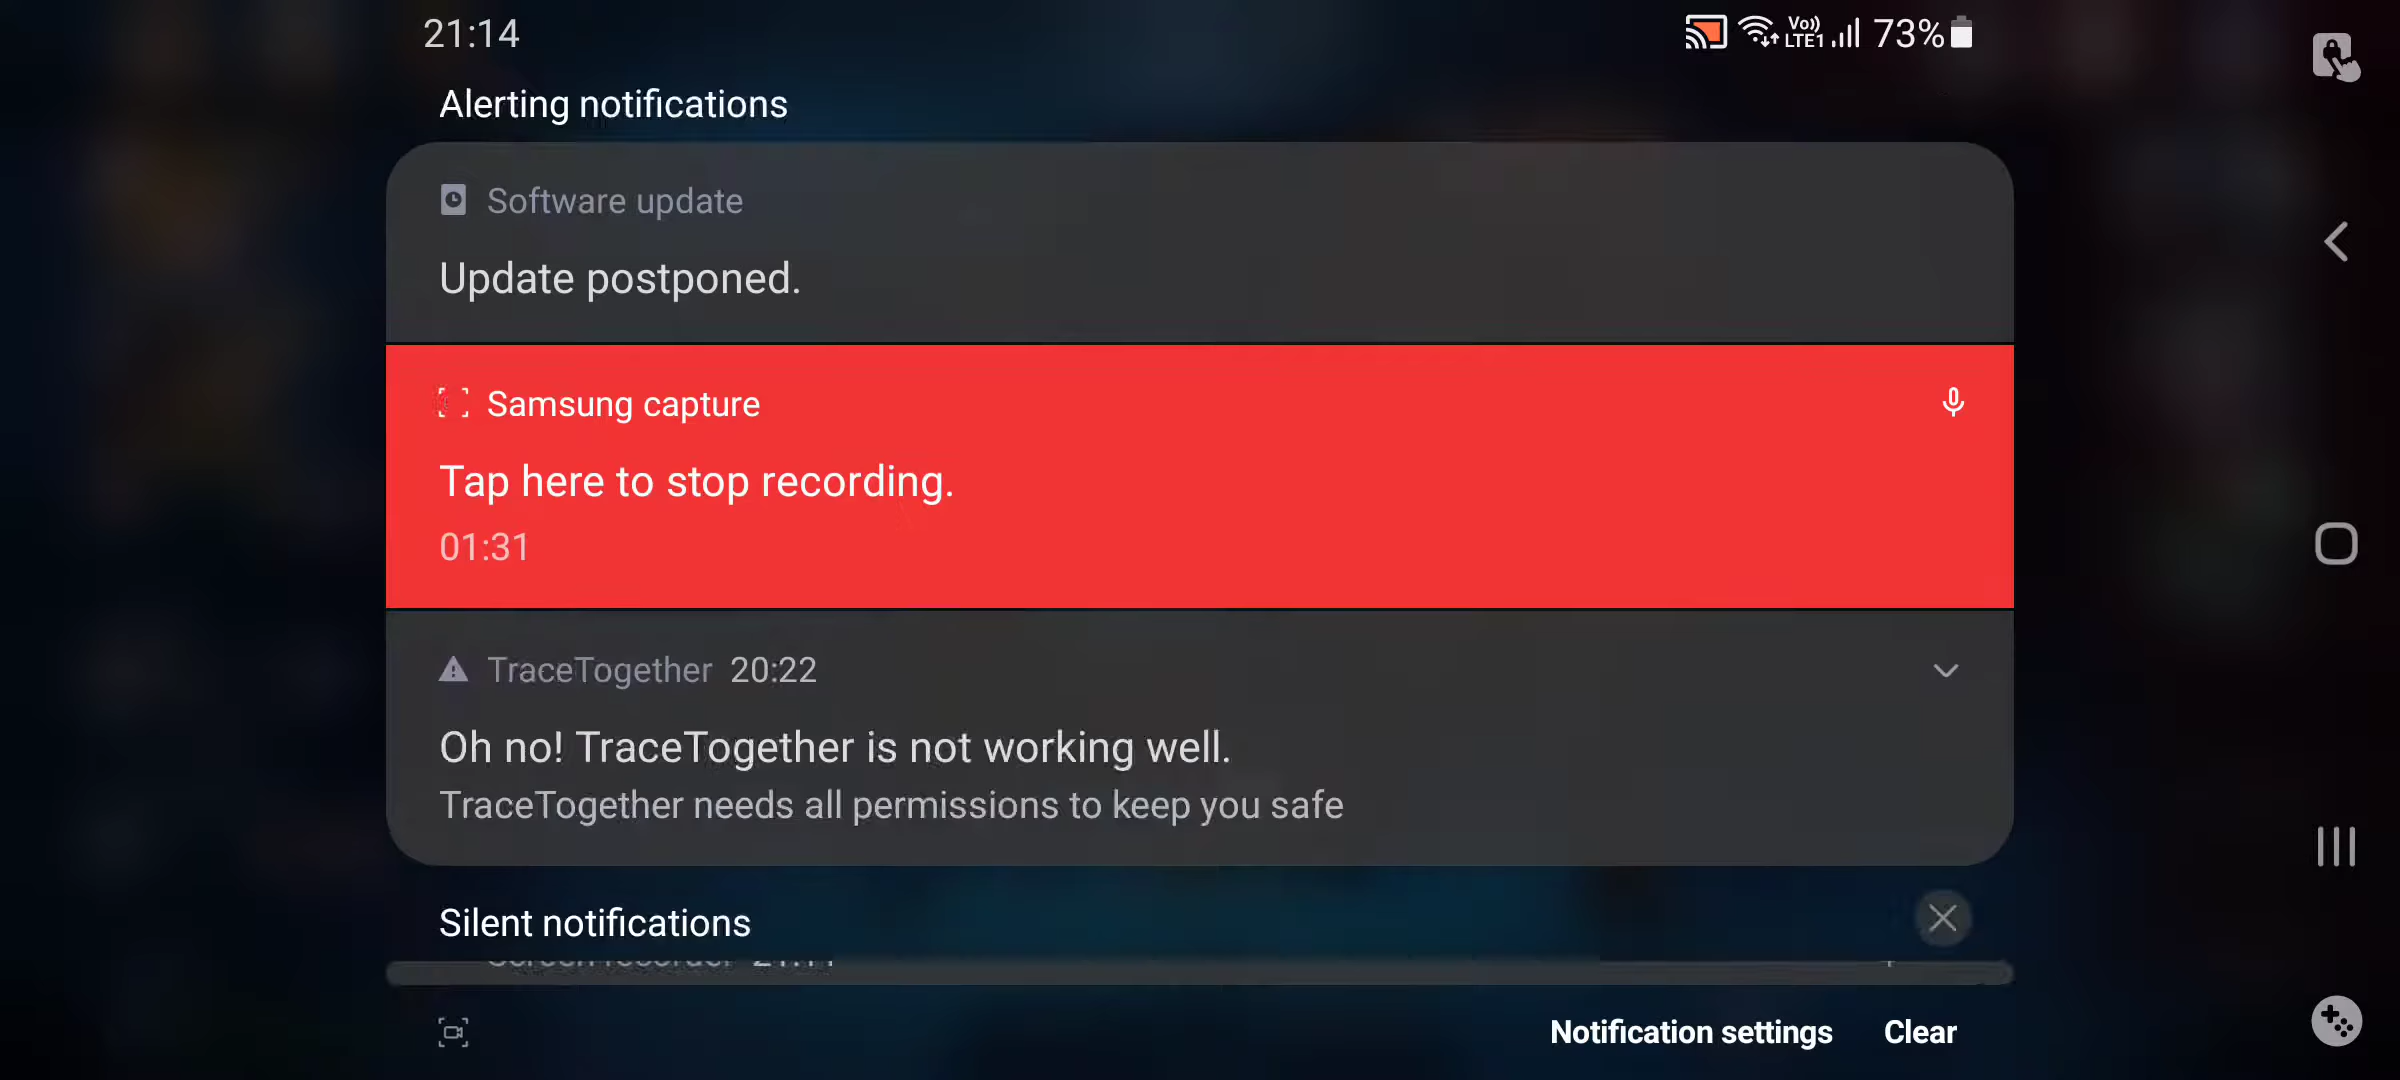 21:14
Vo))
LTE1
73%
Alerting notifications
Software update
Update postponed.
Samsung capture
Tap here to stop recording.
01:31
TraceTogether 20:22
Oh no! TraceTogether is not working well.
TraceTogether needs all permissions to keep you safe
Silent notifications
Notification settings
Clear